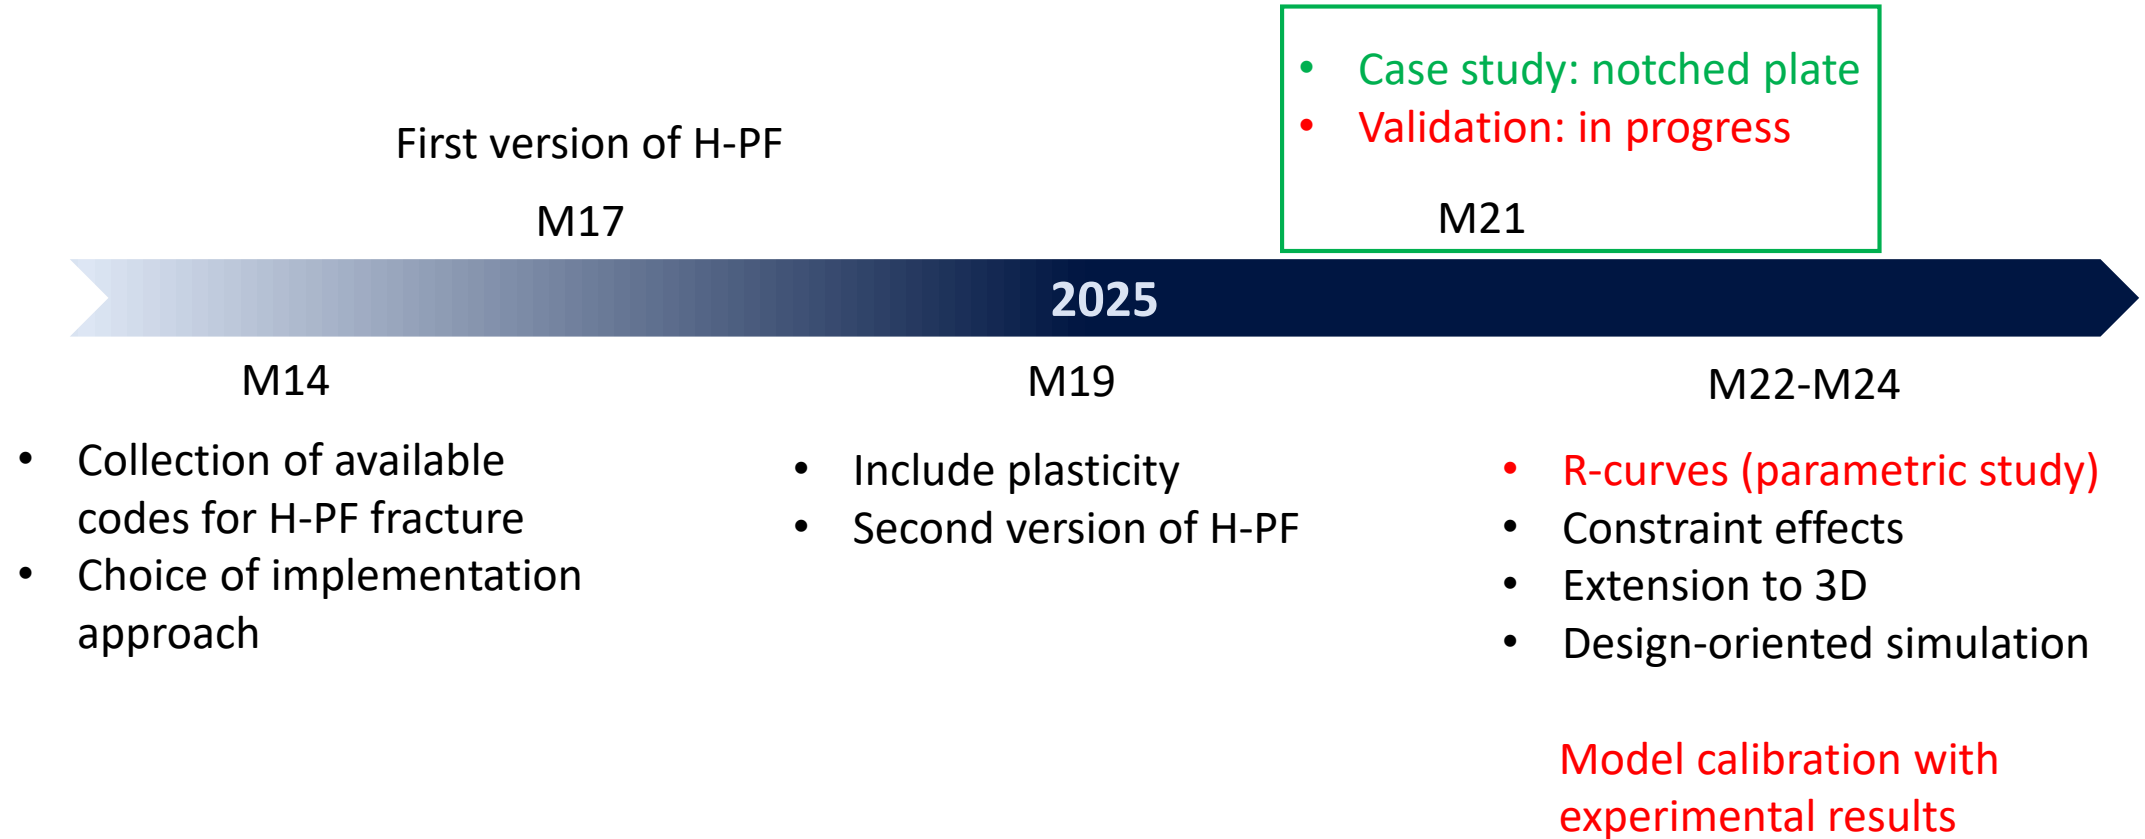 • Case study: notched plate
• Validation: in progress
First version of H-PF
M17
M21
2025
M14
M19
M22-M24
• Collection of available
codes for H-PF fracture
• Choice of implementation
approach
• Include plasticity
• Second version of H-PF
• R-curves (parametric study)
• Constraint effects
• Extension to 3D
• Design-oriented simulation
Model calibration with
experimental results